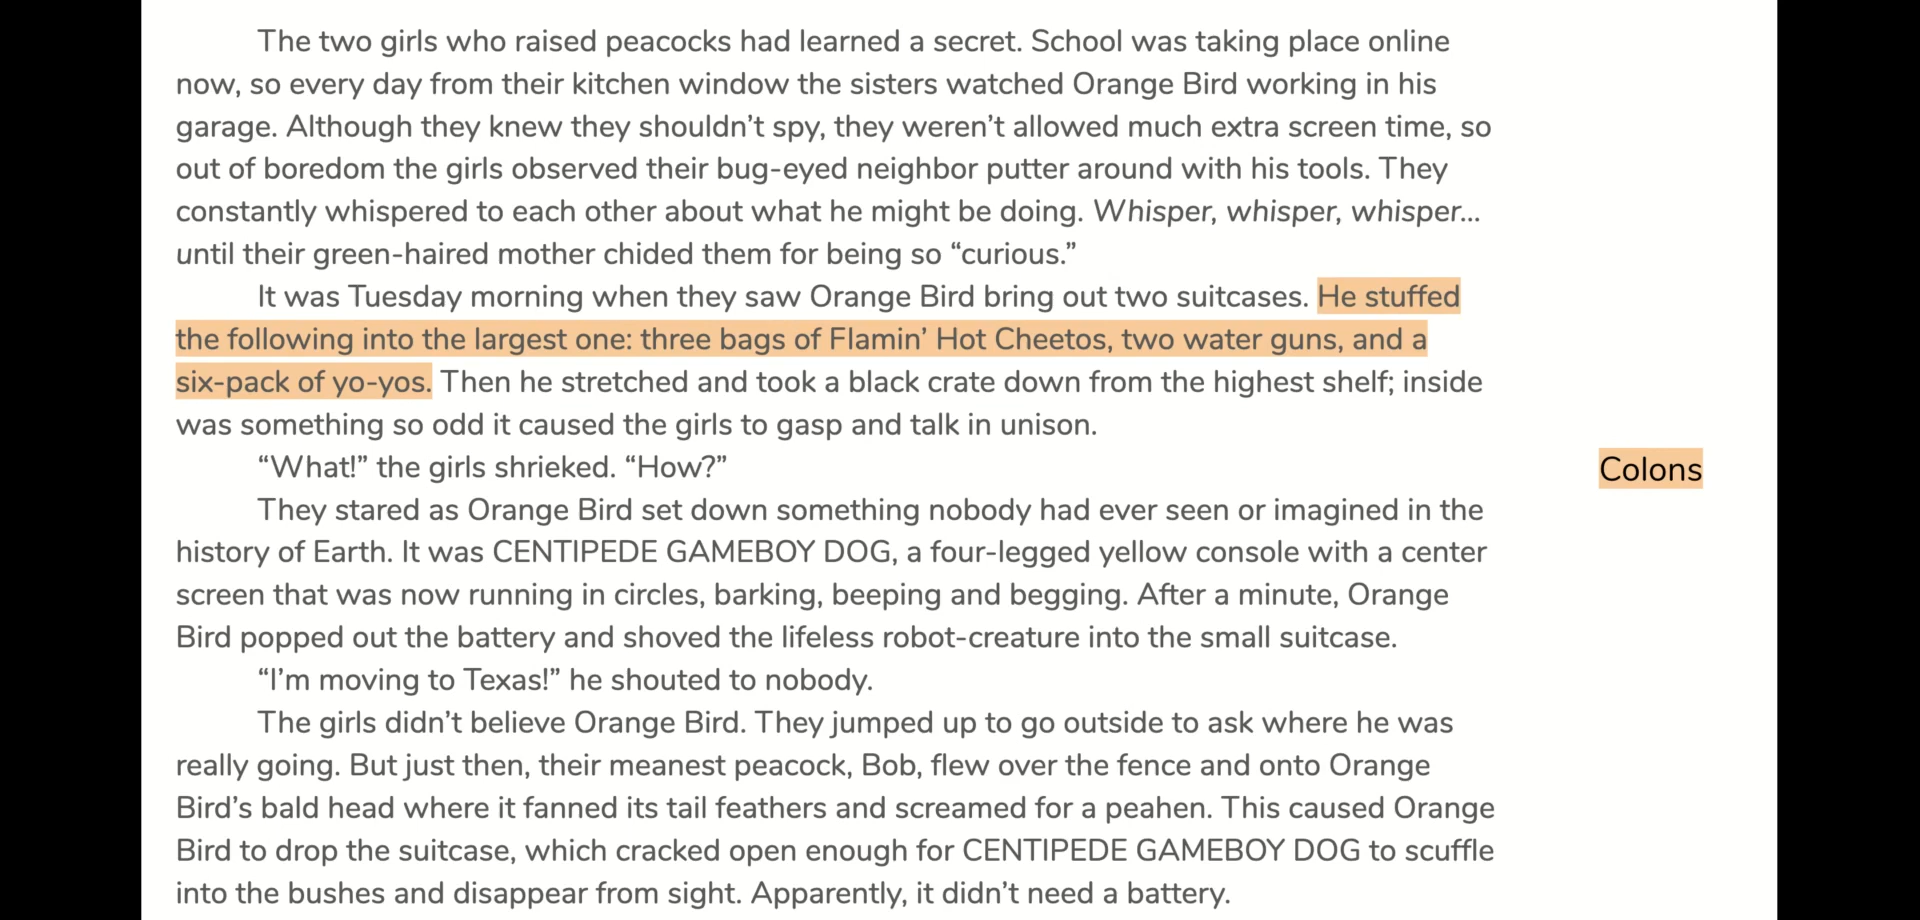 The two girls who raised peacocks had learned a secret. School was taking place online
now, so every day from their kitchen window the sisters watched Orange Bird working in his
garage. Although they knew they shouldn’t spy, they weren’t allowed much extra screen time, so
out of boredom the girls observed their bug-eyed neighbor putter around with his tools. They
constantly whispered to each other about what he might be doing. Whisper, whisper, whisper...
until their green-haired mother chided them for being so “curious.”
It was Tuesday morning when they saw Orange Bird bring out two suitcases. He stuffed
the following into the largest one: three bags of Flamin’ Hot Cheetos, two water guns, and a
six-pack of yo-yos. Then he stretched and took a black crate down from the highest shelf; inside
was something so odd it caused the girls to gasp and talk in unison.
“What!” the girls shrieked. “How?”
Colons
They stared as Orange Bird set down something nobody had ever seen or imagined in the
history of Earth. It was CENTIPEDE GAMEBOY DOG, a four-legged yellow console with a center
screen that was now running in circles, barking, beeping and begging. After a minute, Orange
Bird popped out the battery and shoved the lifeless robot-creature into the small suitcase.
“I’m moving to Texas!” he shouted to nobody.
The girls didn’t believe Orange Bird. They jumped up to go outside to ask where he was
really going. But just then, their meanest peacock, Bob, flew over the fence and onto Orange
Bird’s bald head where it fanned its tail feathers and screamed for a peahen. This caused Orange
Bird to drop the suitcase, which cracked open enough for CENTIPEDE GAMEBOY DOG to scuffle
into the bushes and disappear from sight. Apparently, it didn’t need a battery.